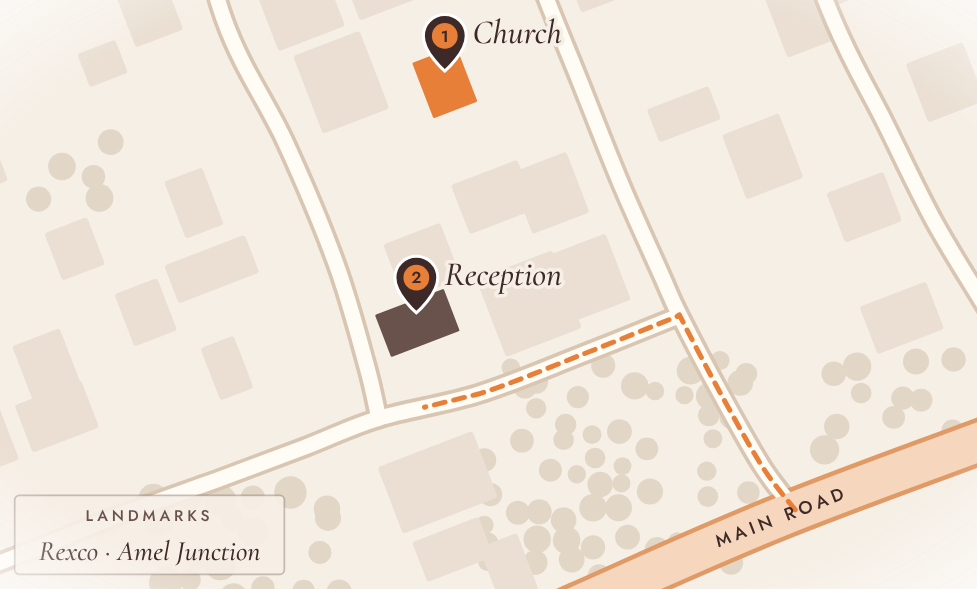 1 Church
2 Reception
MAIN ROAD
LANDMARKS
Rexco · Amel Junction